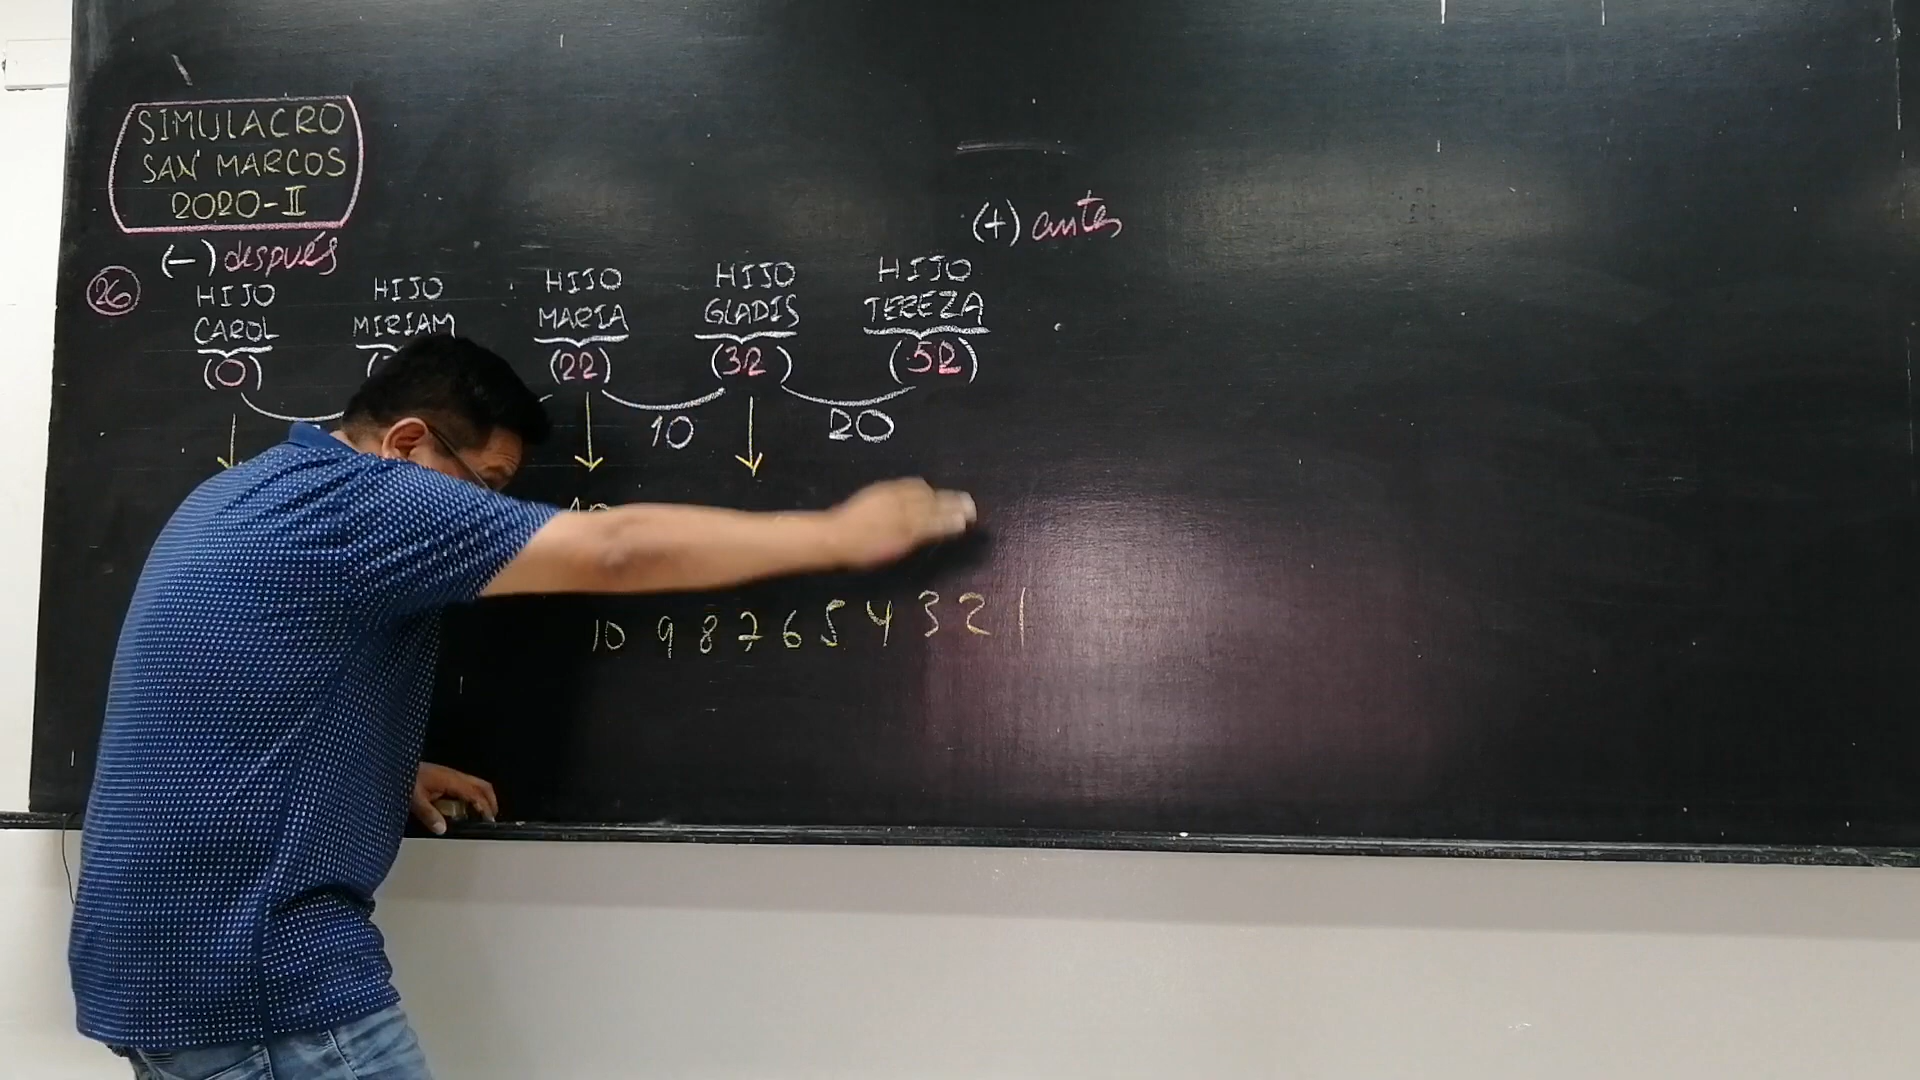 SIMULACRO
SAN MARCOS
2020-II
(+) antes
(-) después
26
HIJO
CAROL
(0)
HIJO
MIRIAM
HIJO
MARIA
(22)
HIJO
GLADIS
(32)
HIJO
TEREZA
(52)
10
20
10 9 8 7 6 5 4 3 2 1